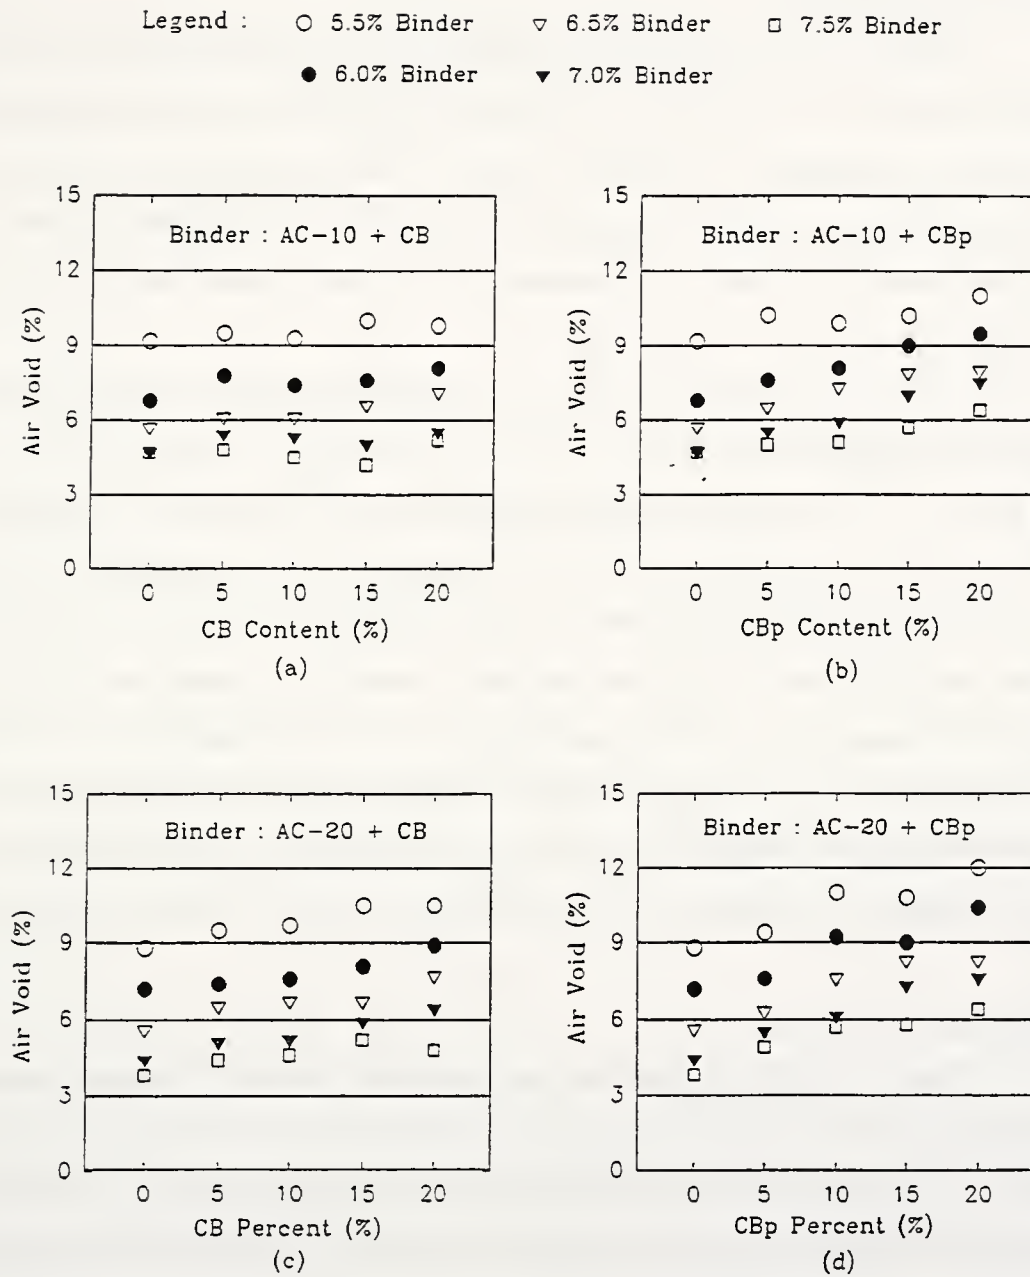 Legend : 5.5% Binder 6.5% Binder 7.5% Binder
6.0% Binder 7.0% Binder
Binder : AC-10 + CB
15
12
9
6
3
0
Air Void (%)
0 5 10 15 20
CB Content (%)
(a)
Binder : AC-10 + CBp
15
12
9
6
3
0
Air Void (%)
0 5 10 15 20
CBp Content (%)
(b)
Binder : AC-20 + CB
15
12
9
6
3
0
Air Void (%)
0 5 10 15 20
CB Percent (%)
(c)
Binder : AC-20 + CBp
15
12
9
6
3
0
Air Void (%)
0 5 10 15 20
CBp Percent (%)
(d)